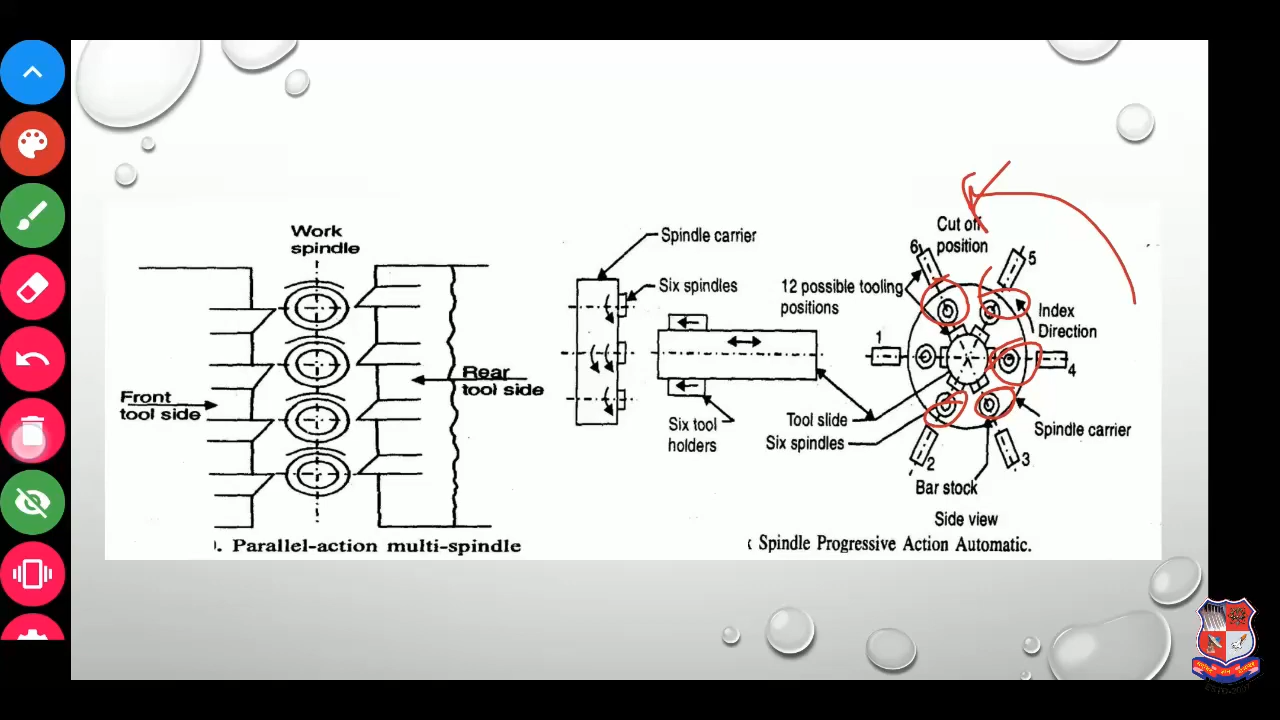 Work
spindle
Front
tool side
Rear
tool side
). Parallel-action multi-spindle
Spindle carrier
Six spindles
Six tool
holders
12 possible tooling
positions
Tool slide
Six spindles
Cut off
position
6
5
1
4
2
3
Index
Direction
Spindle carrier
Bar stock
Side view
x Spindle Progressive Action Automatic.